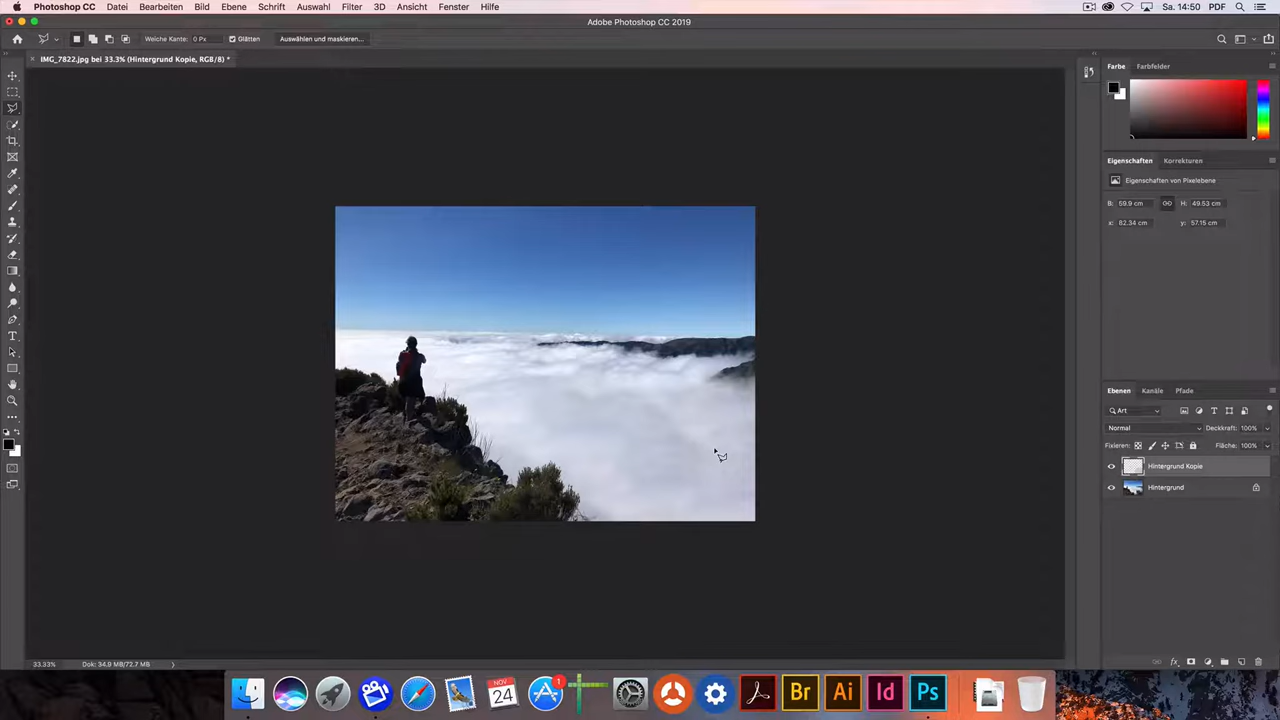 Photoshop CC Datei Bearbeiten Bild Ebene Schrift Auswahl Filter 3D Ansicht Fenster Hilfe Sa. 14:50 PDF
Adobe Photoshop CC 2019
Weiche Kante: 0 Px Glätten Auswählen und maskieren...
IMG_7822.jpg bei 33.3% (Hintergrund Kopie, RGB/8) *
Farbe Farbfelder
Eigenschaften Korrekturen
Eigenschaften von Pixelebene
B: 59.9 cm H: 49.53 cm
x: 82.34 cm y: 57.15 cm
Ebenen Kanäle Pfade
Art
Normal Deckkraft: 100%
Fixieren: Fläche: 100%
Hintergrund Kopie
Hintergrund
33.33% Dok: 34.9 MB/72.7 MB
NOV
24
1
Br Ai Id Ps